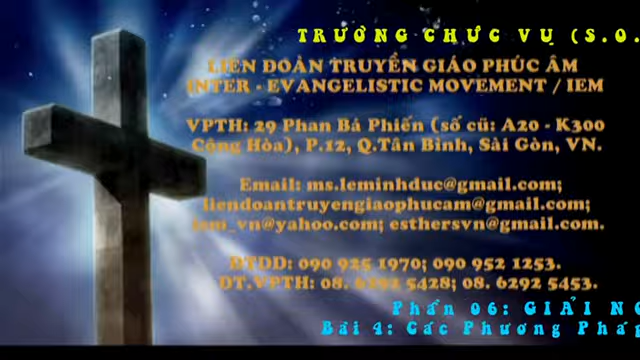 TRƯỜNG CHỨC VỤ (S.O.
LIÊN ĐOÀN TRUYỀN GIÁO PHÚC ÂM
INTER - EVANGELISTIC MOVEMENT / IEM
VPTH: 29 Phan Bá Phiến (số cũ: A20 - K300
Cộng Hòa), P.12, Q.Tân Bình, Sài Gòn, VN.
Email: ms.leminhduc@gmail.com;
liendoantruyengiaophucam@gmail.com;
iem_vn@yahoo.com; esthersvn@gmail.com.
ĐTDD: 090 925 1970; 090 952 1253.
ĐT.VPTH: 08. 6292 5428; 08. 6292 5453.
Phần 06: GIẢI
Bài 4: Các Phương Pháp